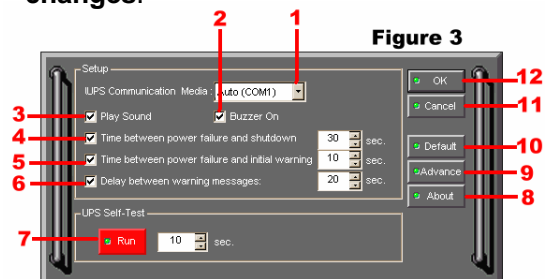 changes.
2
1
Figure 3
Setup
IUPS Communication Media : Auto (COM1)
OK
12
Cancel
11
3
Play Sound
Buzzer On
4
Time between power failure and shutdown
30
sec.
5
Time between power failure and initial warning
10
sec.
Default
10
6
Delay between warning messages:
20
sec.
Advance
9
About
8
UPS Self-Test
7
Run
10
sec.